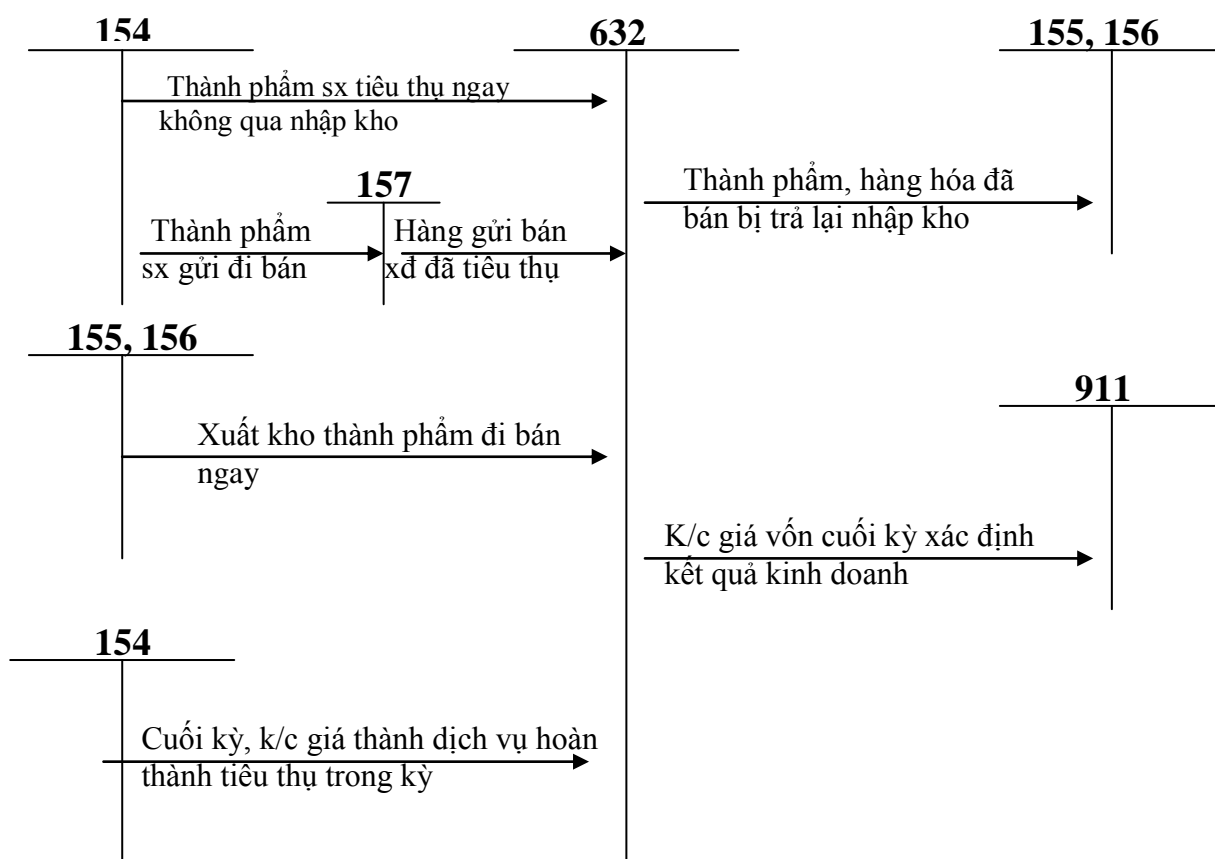 154
632
155, 156
Thành phẩm sx tiêu thụ ngay
không qua nhập kho
157
Thành phẩm, hàng hóa đã
bán bị trả lại nhập kho
Thành phẩm
sx gửi đi bán
Hàng gửi bán
xđ đã tiêu thụ
155, 156
911
Xuất kho thành phẩm đi bán
ngay
K/c giá vốn cuối kỳ xác định
kết quả kinh doanh
154
Cuối kỳ, k/c giá thành dịch vụ hoàn
thành tiêu thụ trong kỳ